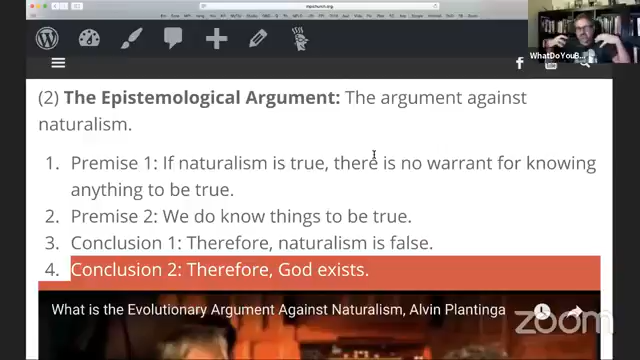 mpchurch.org
WhatDoYouB...
(2) The Epistemological Argument: The argument against
naturalism.
1. Premise 1: If naturalism is true, there is no warrant for knowing
anything to be true.
2. Premise 2: We do know things to be true.
3. Conclusion 1: Therefore, naturalism is false.
4. Conclusion 2: Therefore, God exists.
What is the Evolutionary Argument Against Naturalism, Alvin Plantinga
zoom